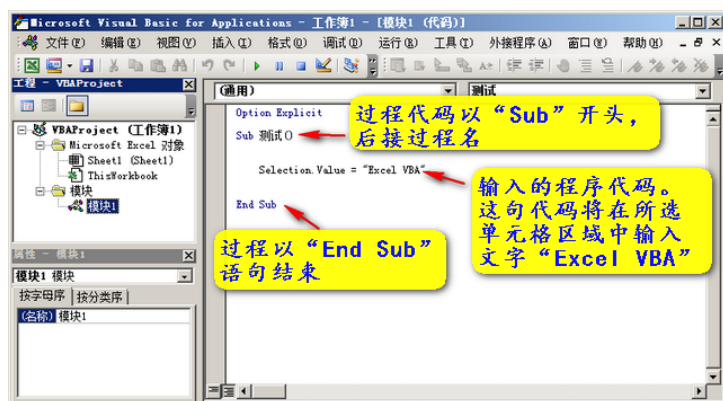 Microsoft Visual Basic for Applications - 工作簿1 - [模块1 (代码)]
文件(F) 编辑(E) 视图(V) 插入(I) 格式(O) 调试(D) 运行(R) 工具(T) 外接程序(A) 窗口(W) 帮助(H)
工程 - VBAProject
VBAProject (工作簿1)
Microsoft Excel 对象
Sheet1 (Sheet1)
ThisWorkbook
模块
模块1
属性 - 模块1
模块1 模块
按字母序 按分类序
(名称) 模块1
(通用) 测试
Option Explicit
Sub 测试()
Selection.Value = "Excel VBA"
End Sub
过程代码以“Sub”开头，
后接过程名
输入的程序代码。
这句代码将在所选
单元格区域中输入
文字“Excel VBA”
过程以“End Sub”
语句结束